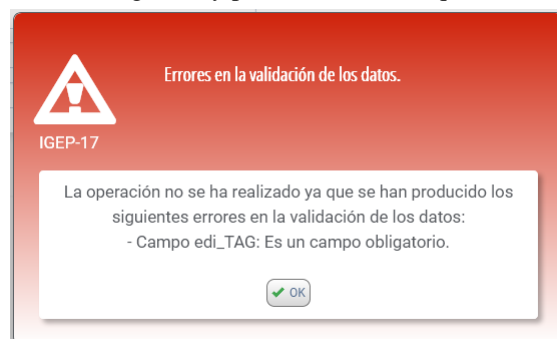 Errores en la validación de los datos.
IGEP-17
La operación no se ha realizado ya que se han producido los
siguientes errores en la validación de los datos:
- Campo edi_TAG: Es un campo obligatorio.
OK